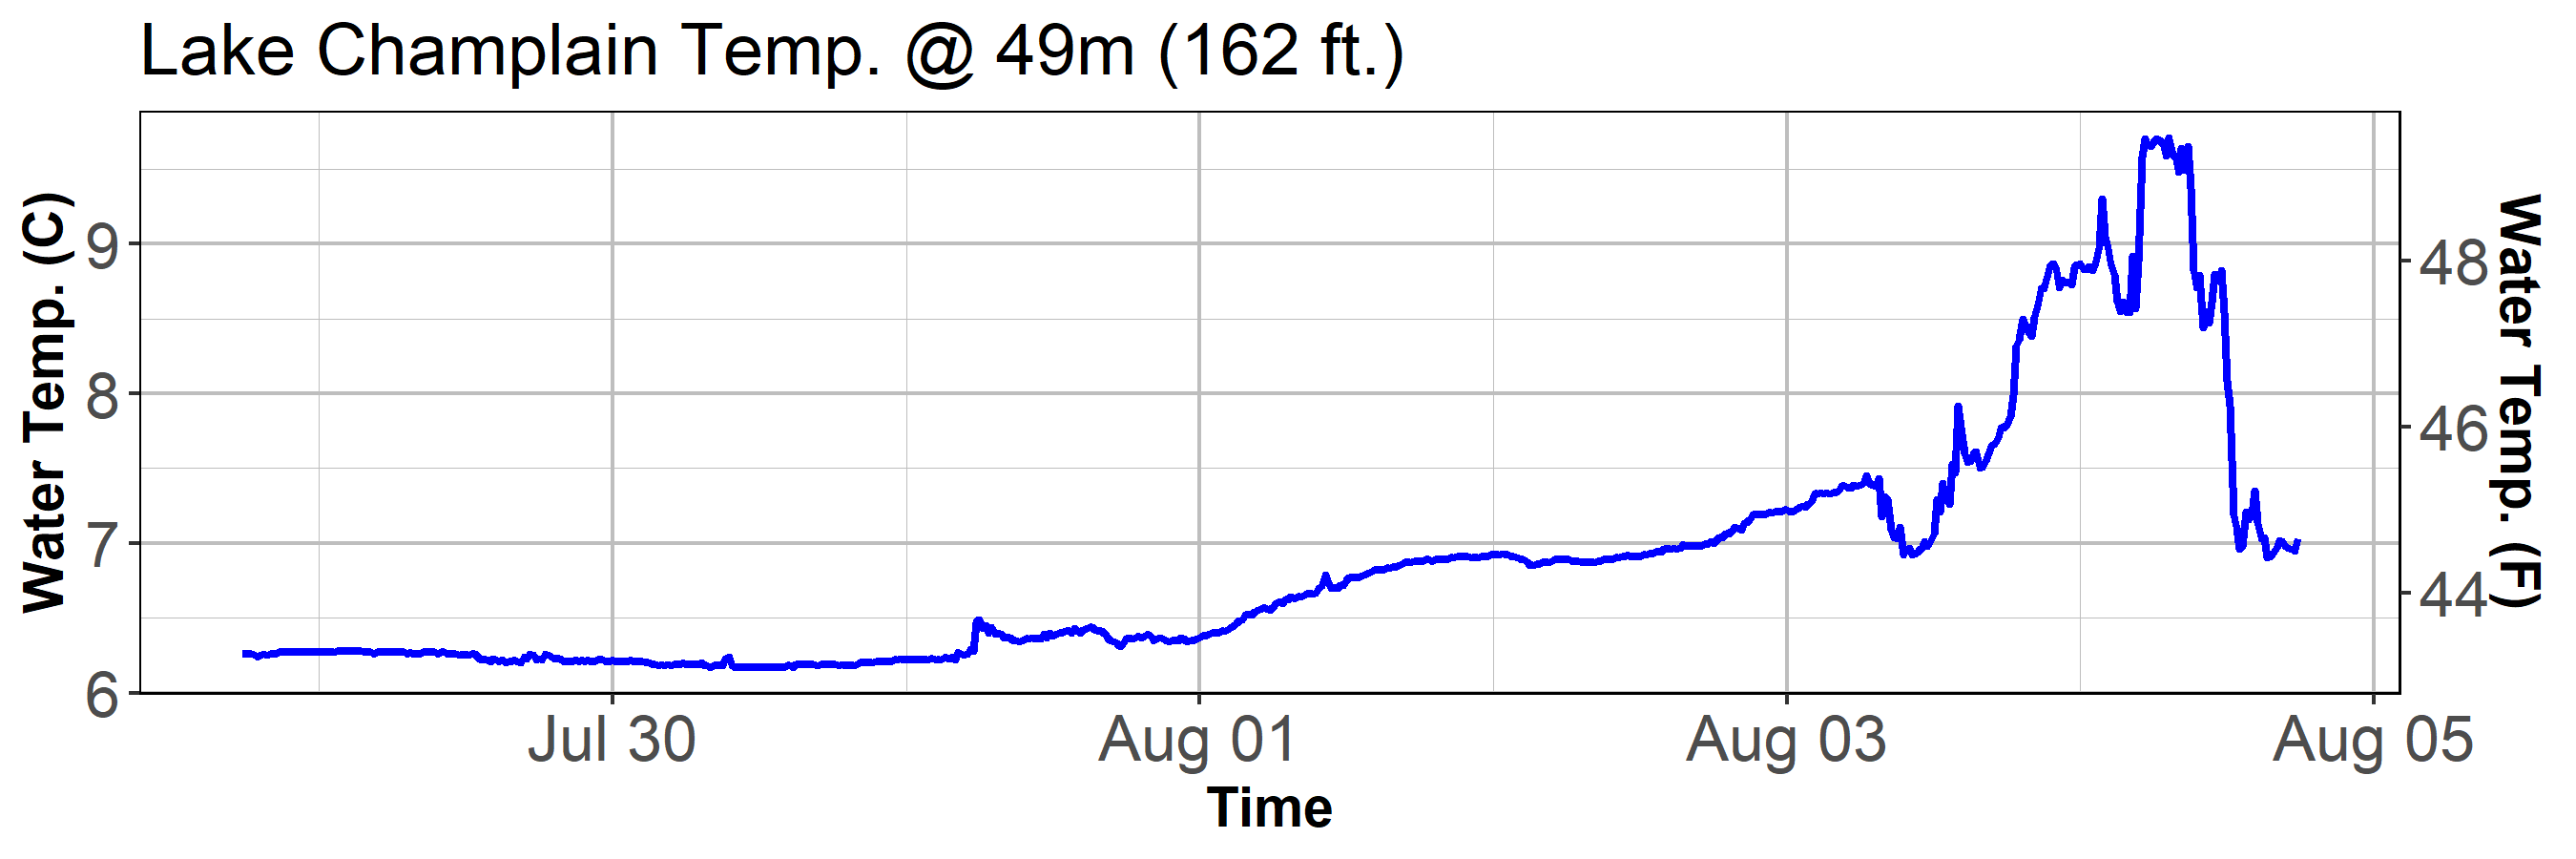 Lake Champlain Temp. @ 49m (162 ft.)
Water Temp. (C)
9
8
7
6
48
46
44
Water Temp. (F)
Jul 30 Aug 01 Aug 03 Aug 05
Time